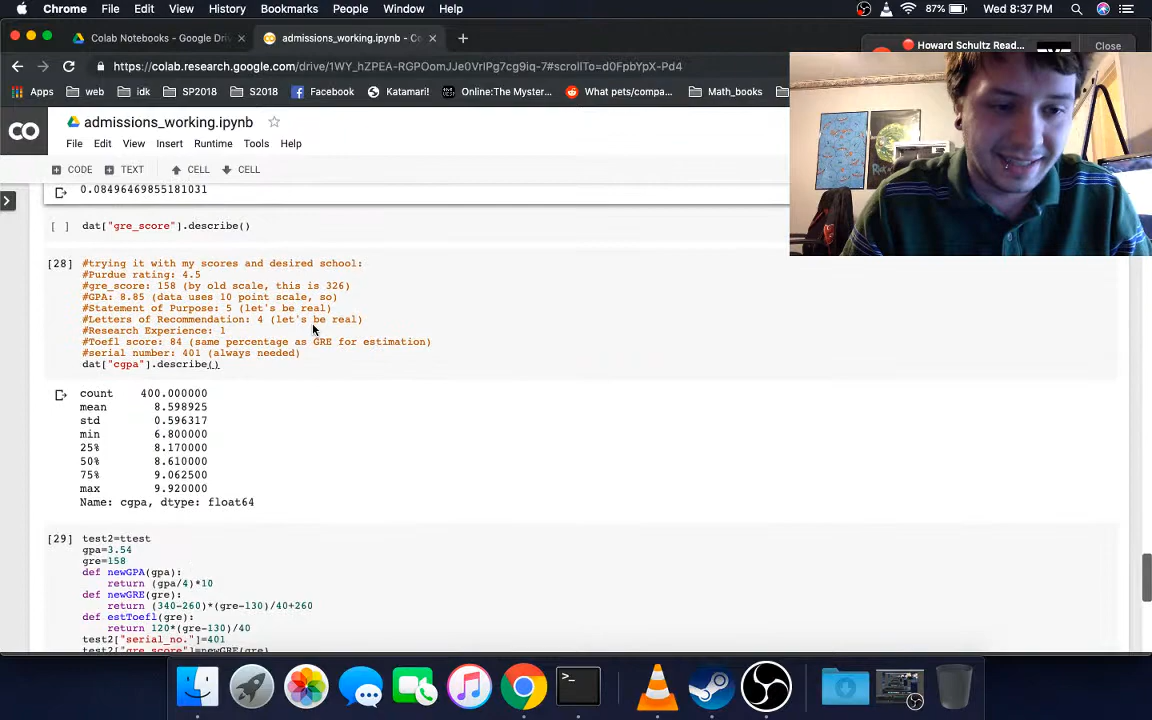 Chrome File Edit View History Bookmarks People Window Help 87% Wed 8:37 PM
Colab Notebooks - Google Dri
admissions_working.ipynb - Co
Howard Schultz Read...
Close
https://colab.research.google.com/drive/1WY_hZPEA-RGPOomJJe0VrlPg7cg9iq-7#scrollTo=d0FpbYpX-Pd4
Apps web idk SP2018 S2018 Facebook Katamari! Online:The Myster... What pets/compa... Math_books
CO
admissions_working.ipynb
File Edit View Insert Runtime Tools Help
CODE TEXT CELL CELL
0.08496469855181031
[ ] dat["gre_score"].describe()
[28] #trying it with my scores and desired school:
#Purdue rating: 4.5
#gre_score: 158 (by old scale, this is 326)
#GPA: 8.85 (data uses 10 point scale, so)
#Statement of Purpose: 5 (let's be real)
#Letters of Recommendation: 4 (let's be real)
#Research Experience: 1
#Toefl score: 84 (same percentage as GRE for estimation)
#serial number: 401 (always needed)
dat["cgpa"].describe()
count 400.000000
mean 8.598925
std 0.596317
min 6.800000
25% 8.170000
50% 8.610000
75% 9.062500
max 9.920000
Name: cgpa, dtype: float64
[29] test2=ttest
gpa=3.54
gre=158
def newGPA(gpa):
return (gpa/4)*10
def newGRE(gre):
return (340-260)*(gre-130)/40+260
def estToefl(gre):
return 120*(gre-130)/40
test2["serial_no."]=401
test2["gre_score"]=newGRE(gre)